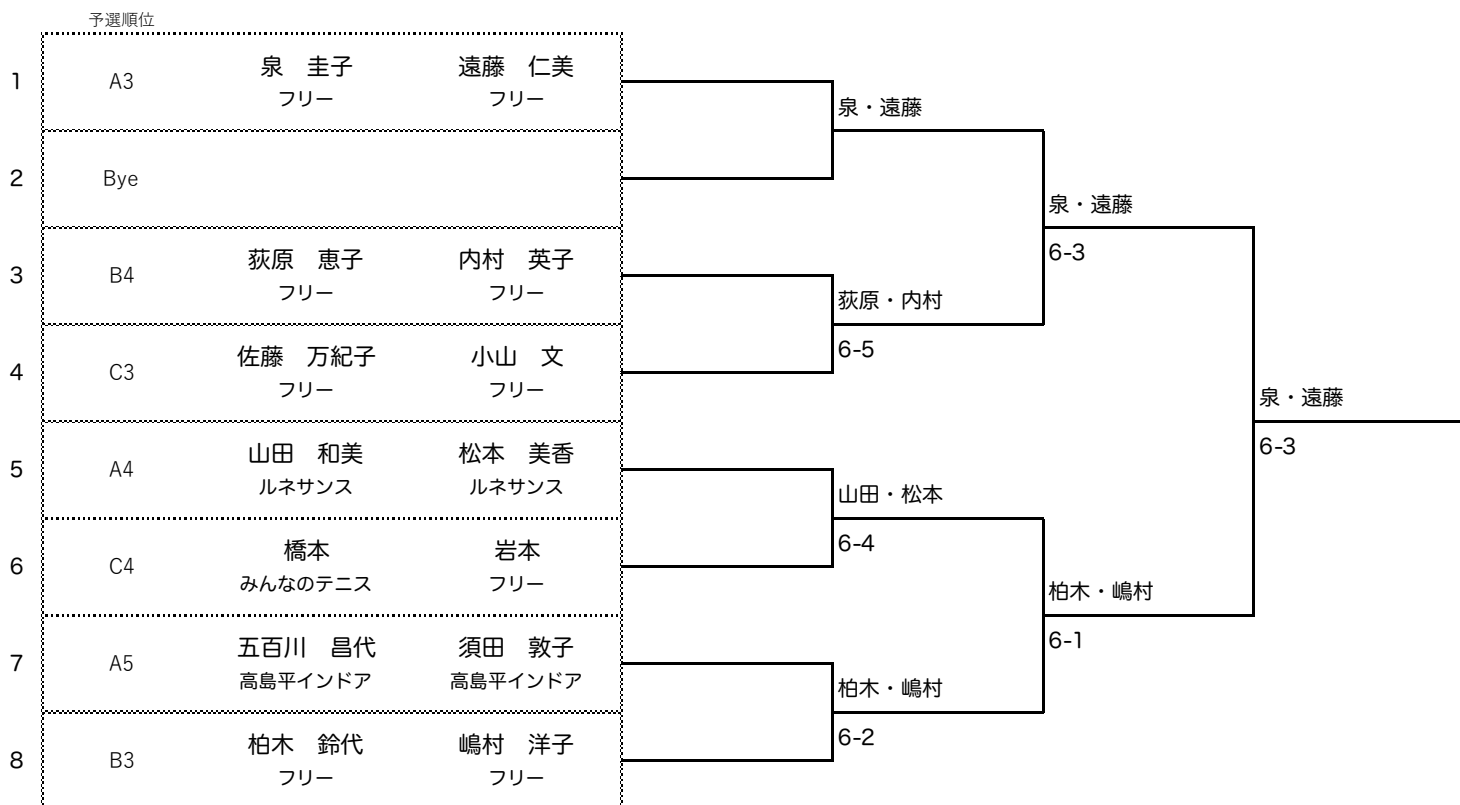 予選順位
1 A3 泉　圭子 遠藤　仁美
フリー フリー
泉・遠藤
2 Bye
泉・遠藤
6-3
3 B4 荻原　恵子 内村　英子
フリー フリー
荻原・内村
6-5
4 C3 佐藤　万紀子 小山　文
フリー フリー
泉・遠藤
6-3
5 A4 山田　和美 松本　美香
ルネサンス ルネサンス
山田・松本
6-4
6 C4 橋本 岩本
みんなのテニス フリー
柏木・嶋村
6-1
7 A5 五百川　昌代 須田　敦子
高島平インドア 高島平インドア
柏木・嶋村
6-2
8 B3 柏木　鈴代 嶋村　洋子
フリー フリー